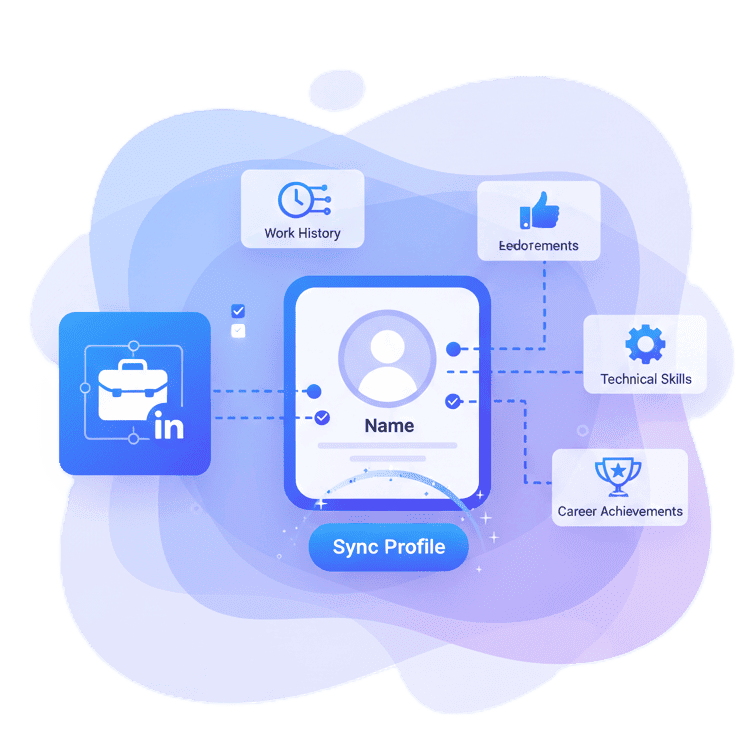 Work History
Eedorements
in
Name
Technical Skills
Career Achievements
Sync Profile